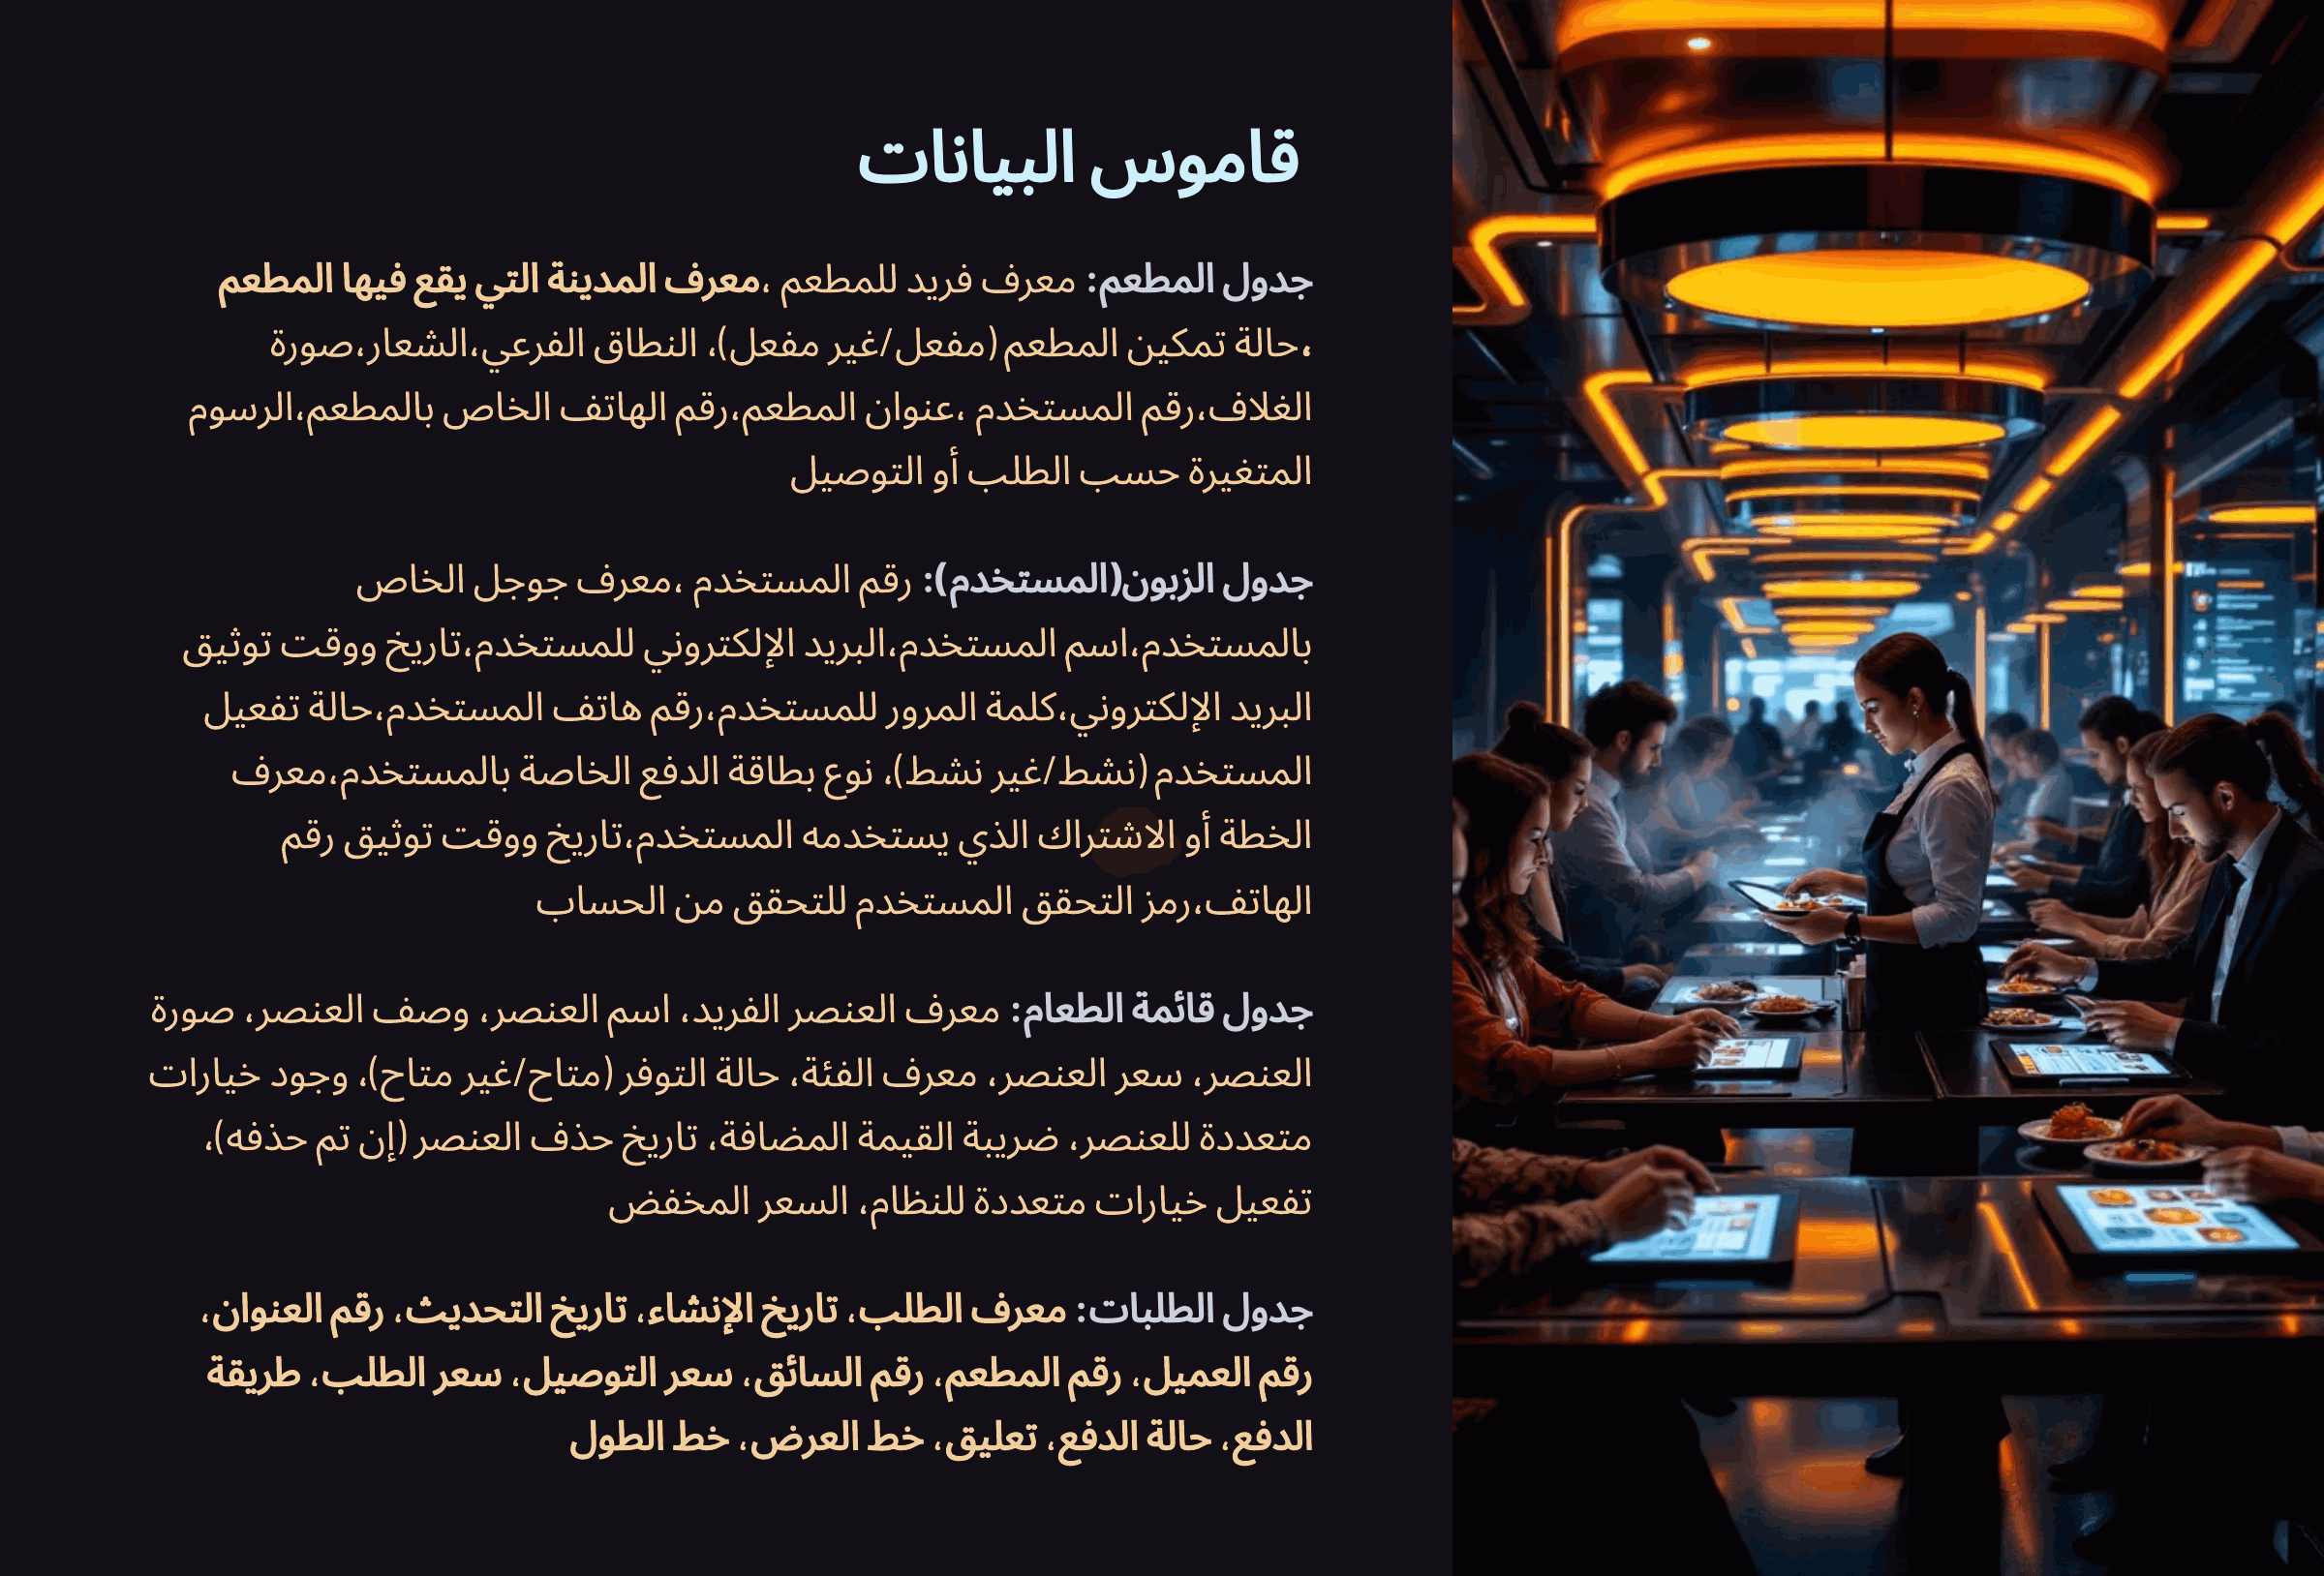 قاموس البيانات
جدول المطعم: معرف فريد للمطعم ،معرف المدينة التي يقع فيها المطعم
،حالة تمكين المطعم(مفعل/غير مفعل)، النطاق الفرعي،الشعار،صورة
الغلاف،رقم المستخدم ،عنوان المطعم،رقم الهاتف الخاص بالمطعم،الرسوم
المتغيرة حسب الطلب أو التوصيل
جدول الزبون(المستخدم): رقم المستخدم ،معرف جوجل الخاص
بالمستخدم،اسم المستخدم،البريد الإلكتروني للمستخدم،تاريخ ووقت توثيق
البريد الإلكتروني،كلمة المرور للمستخدم،رقم هاتف المستخدم،حالة تفعيل
المستخدم(نشط/غير نشط)، نوع بطاقة الدفع الخاصة بالمستخدم،معرف
الخطة أو الاشتراك الذي يستخدمه المستخدم،تاريخ ووقت توثيق رقم
الهاتف،رمز التحقق المستخدم للتحقق من الحساب
جدول قائمة الطعام: معرف العنصر الفريد، اسم العنصر، وصف العنصر، صورة
العنصر، سعر العنصر، معرف الفئة، حالة التوفر (متاح/غير متاح)، وجود خيارات
متعددة للعنصر، ضريبة القيمة المضافة، تاريخ حذف العنصر (إن تم حذفه)،
تفعيل خيارات متعددة للنظام، السعر المخفض
جدول الطلبات: معرف الطلب، تاريخ الإنشاء، تاريخ التحديث، رقم العنوان،
رقم العميل، رقم المطعم، رقم السائق، سعر التوصيل، سعر الطلب، طريقة
الدفع، حالة الدفع، تعليق، خط العرض، خط الطول